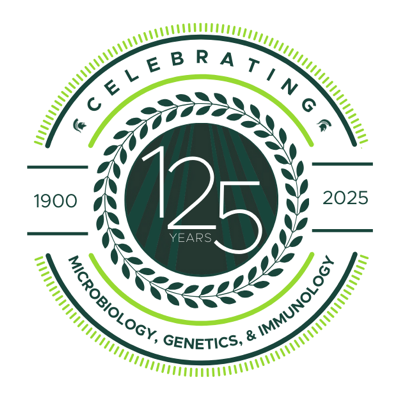 CELEBRATING
125
YEARS
1900
2025
MICROBIOLOGY, GENETICS, & IMMUNOLOGY